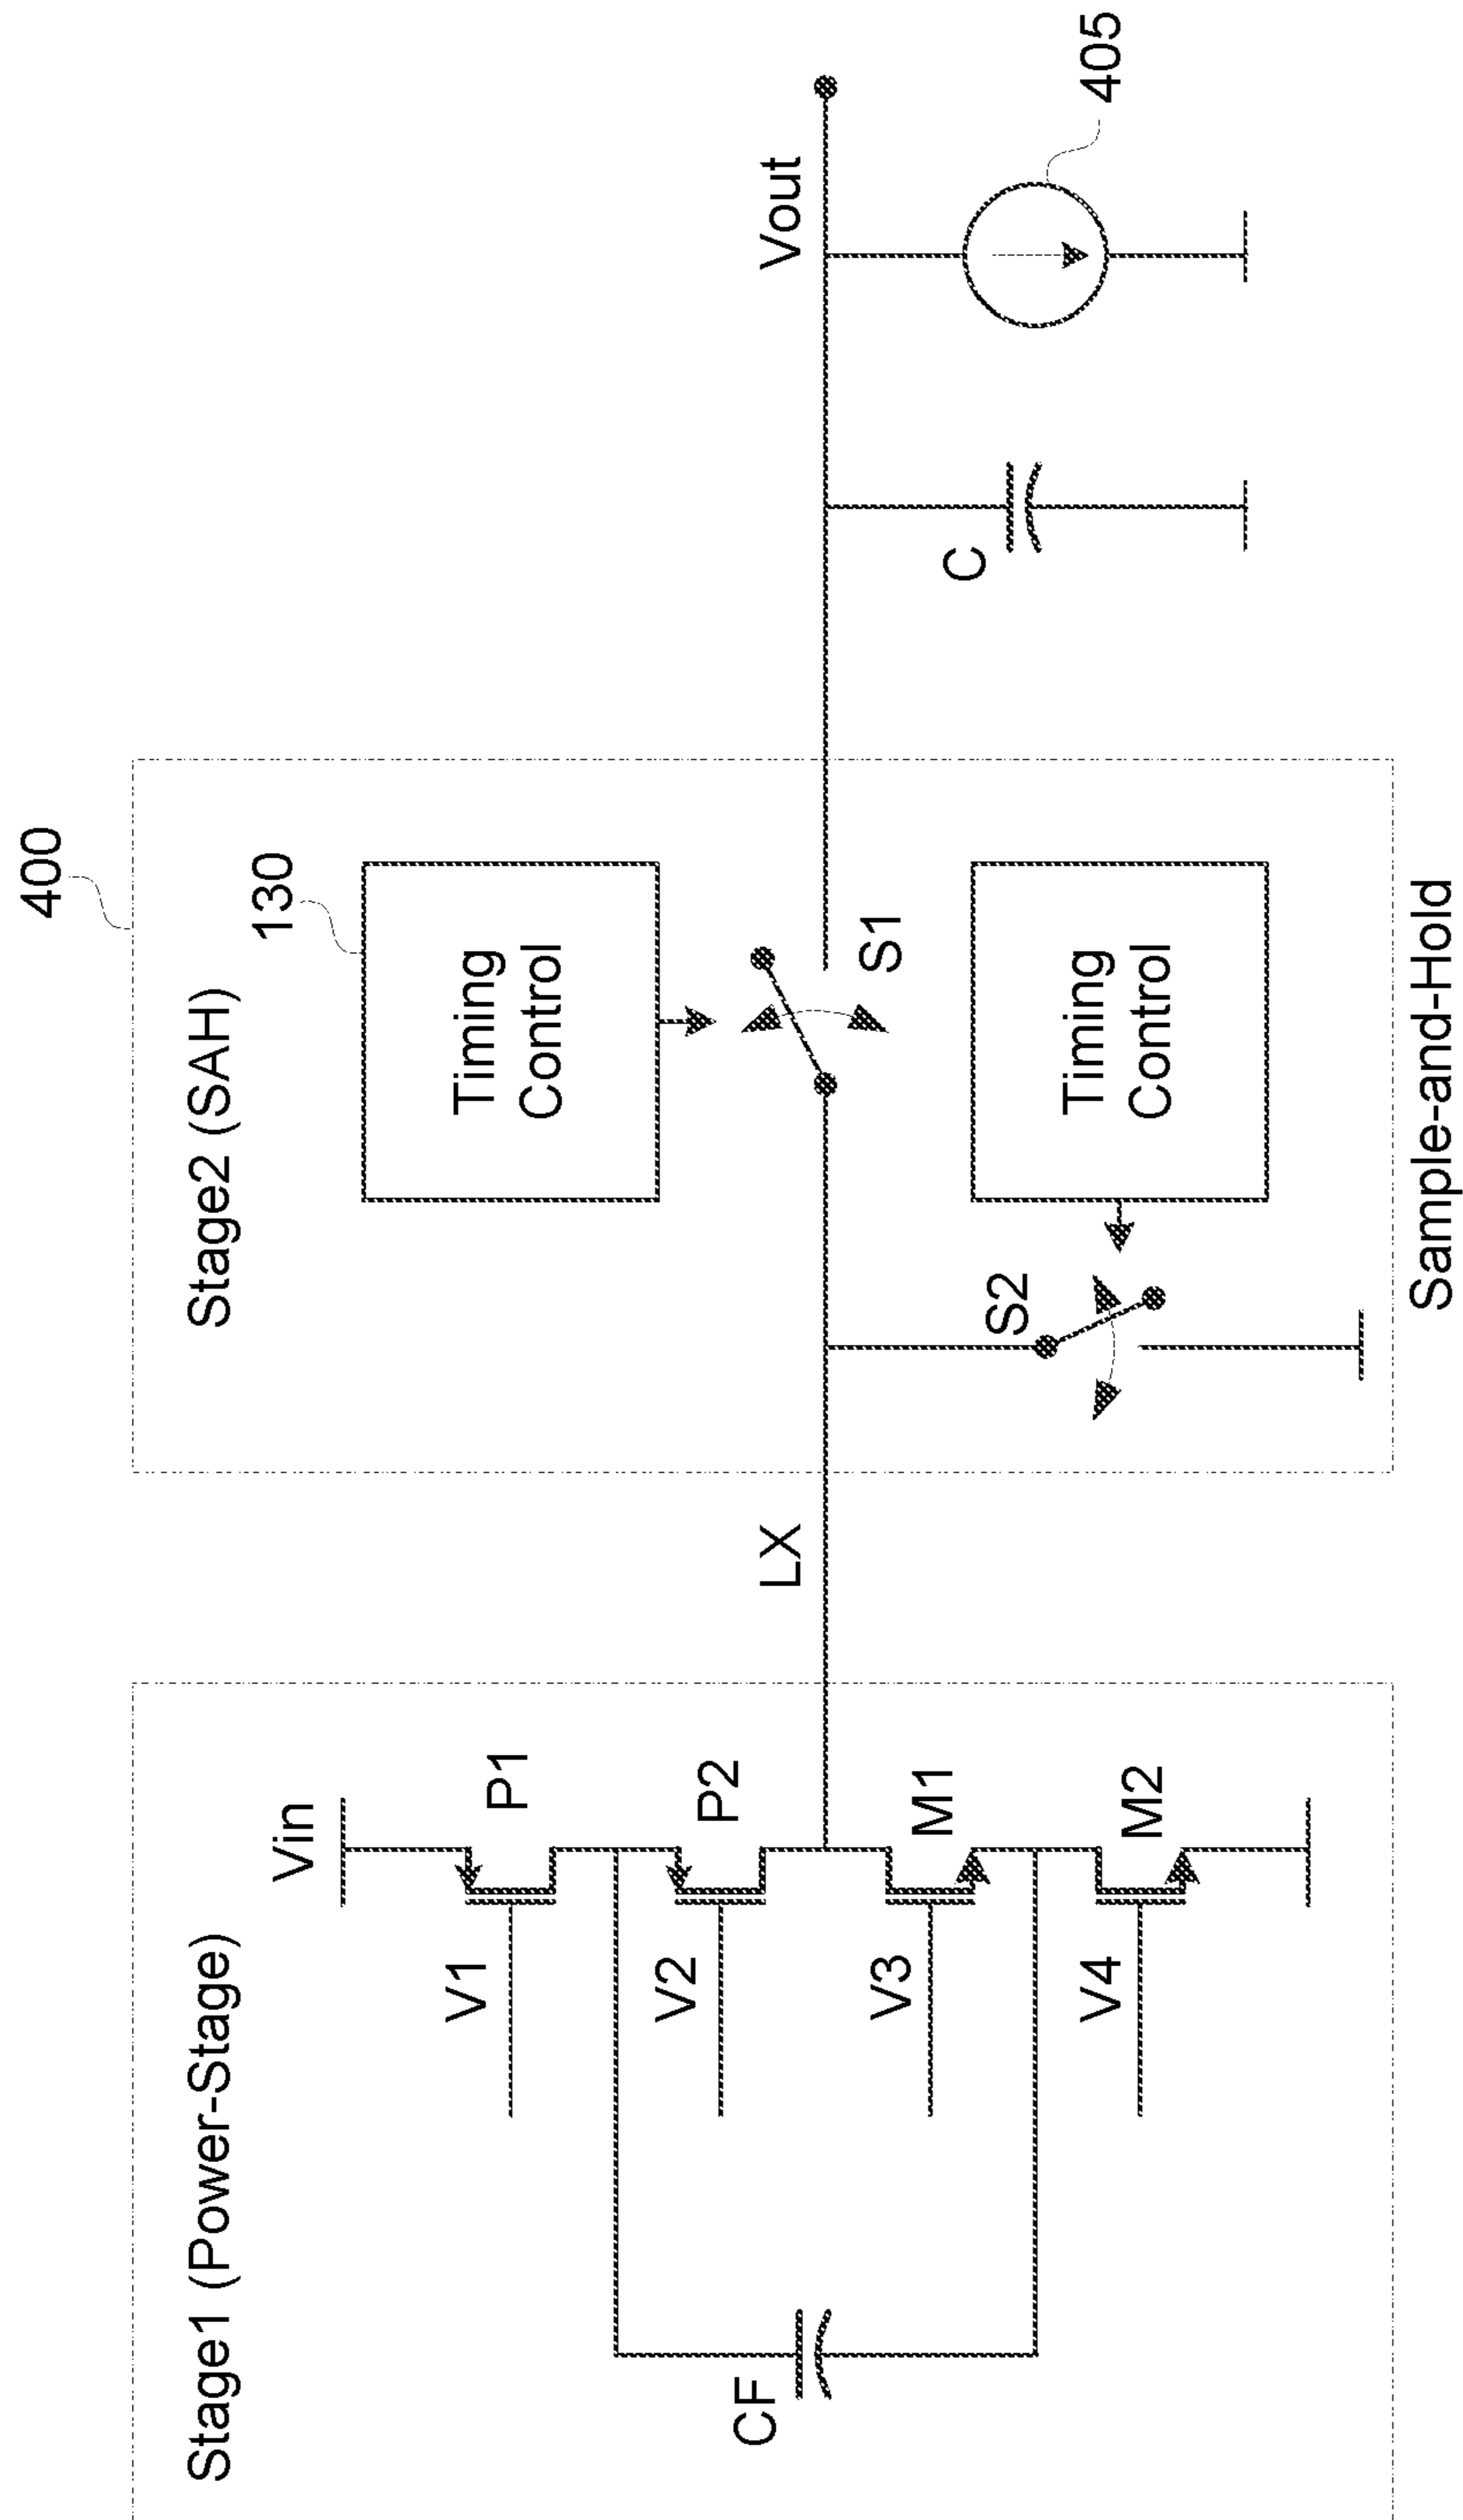 400
Stage1 (Power-Stage)
Stage2 (SAH)
130
Vin
Timing
Control
V1
P1
V2
P2
LX
Vout
CF
S1
V3
M1
C
S2
Timing
Control
V4
M2
405
Sample-and-Hold